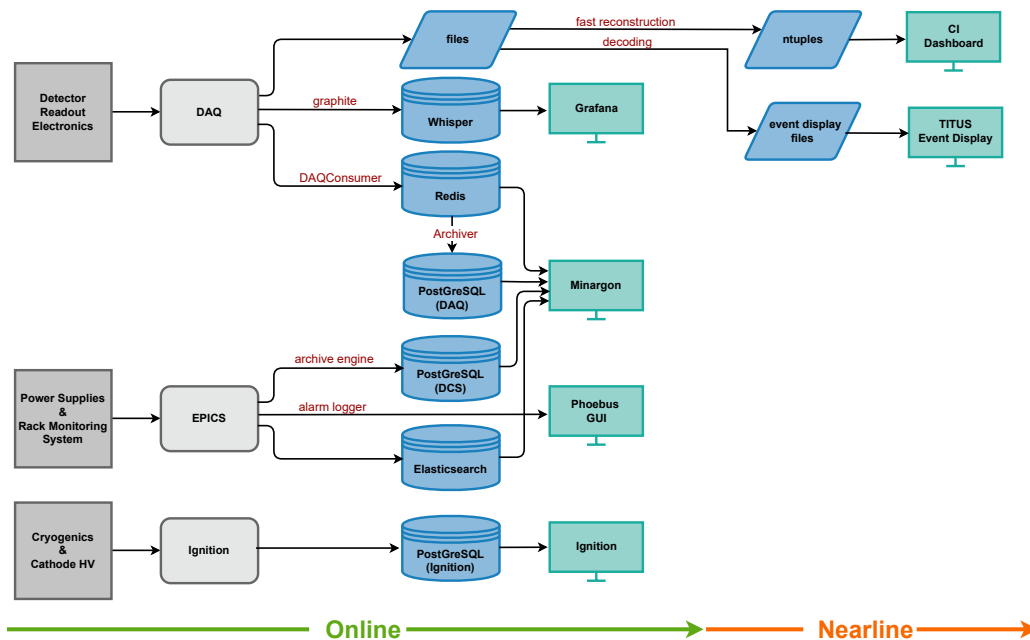 fast reconstruction
files
decoding
ntuples
CI
Dashboard
Detector
Readout
Electronics
DAQ
graphite
Whisper
Grafana
event display
files
TITUS
Event Display
DAQConsumer
Redis
Archiver
PostGreSQL
(DAQ)
Minargon
Power Supplies
&
Rack Monitoring
System
EPICS
archive engine
PostGreSQL
(DCS)
alarm logger
Phoebus
GUI
Elasticsearch
Cryogenics
&
Cathode HV
Ignition
PostGreSQL
(Ignition)
Ignition
Online
Nearline